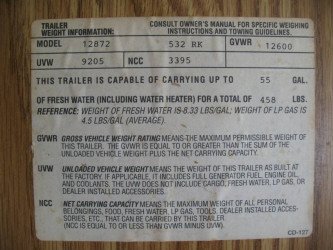 TRAILER
WEIGHT INFORMATION:
CONSULT OWNER'S MANUAL FOR SPECIFIC WEIGHING
INSTRUCTIONS AND TOWING GUIDELINES.
MODEL 12872 532 RK GVWR 12600
UVW 9205 NCC 3395
THIS TRAILER IS CAPABLE OF CARRYING UP TO 55 GAL.
OF FRESH WATER (INCLUDING WATER HEATER) FOR A TOTAL OF 458 LBS.
REFERENCE: WEIGHT OF FRESH WATER IS-8.33 LBS/GAL; WEIGHT OF LP GAS IS
4.5 LBS/GAL (AVERAGE).
GVWR GROSS VEHICLE WEIGHT RATING MEANS THE MAXIMUM PERMISSIBLE WEIGHT OF
THIS TRAILER. THE GVWR IS EQUAL TO OR GREATER THAN THE SUM OF THE
UNLOADED VEHICLE WEIGHT PLUS THE NET CARRYING CAPACITY.
UVW UNLOADED VEHICLE WEIGHT MEANS THE WEIGHT OF THIS TRAILER AS BUILT AT
THE FACTORY. IF APPLICABLE, IT INCLUDES FULL GENERATOR FUEL, ENGINE OIL,
AND COOLANTS. THE UVW DOES NOT INCLUDE CARGO, FRESH WATER, LP GAS, OR
DEALER INSTALLED ACCESSORIES.
NCC NET CARRYING CAPACITY MEANS THE MAXIMUM WEIGHT OF ALL PERSONAL
BELONGINGS, FOOD, FRESH WATER, LP GAS, TOOLS, DEALER INSTALLED ACCES-
SORIES, ETC., THAT CAN BE CARRIED BY THIS TRAILER
(NCC IS EQUAL TO OR LESS THAN GVWR MINUS UVW).
CD-127